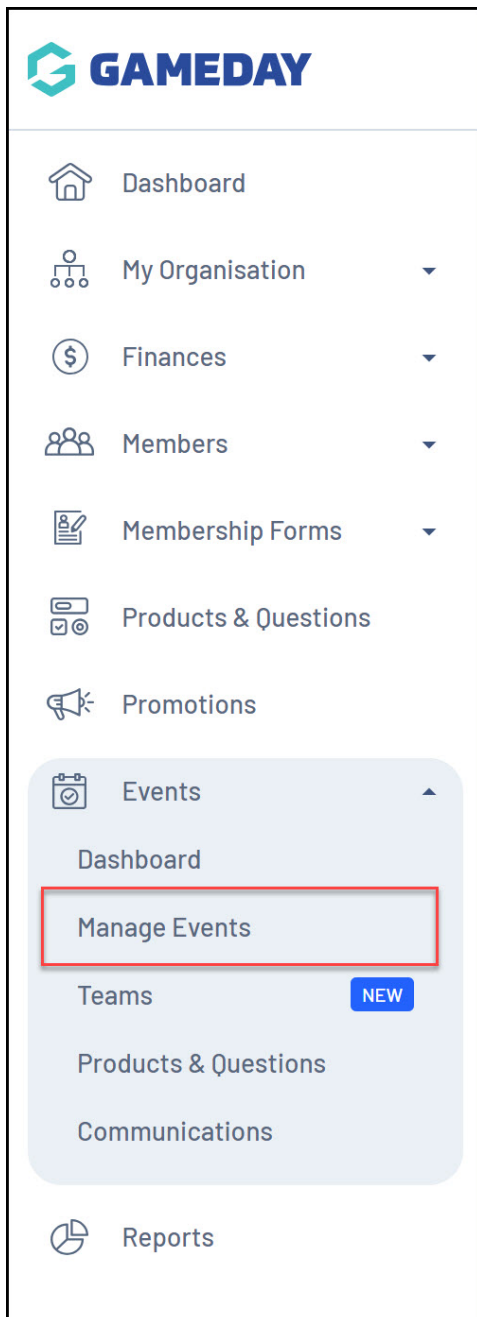 GAMEDAY
Dashboard
My Organisation
Finances
Members
Membership Forms
Products & Questions
Promotions
Events
Dashboard
Manage Events
Teams NEW
Products & Questions
Communications
Reports